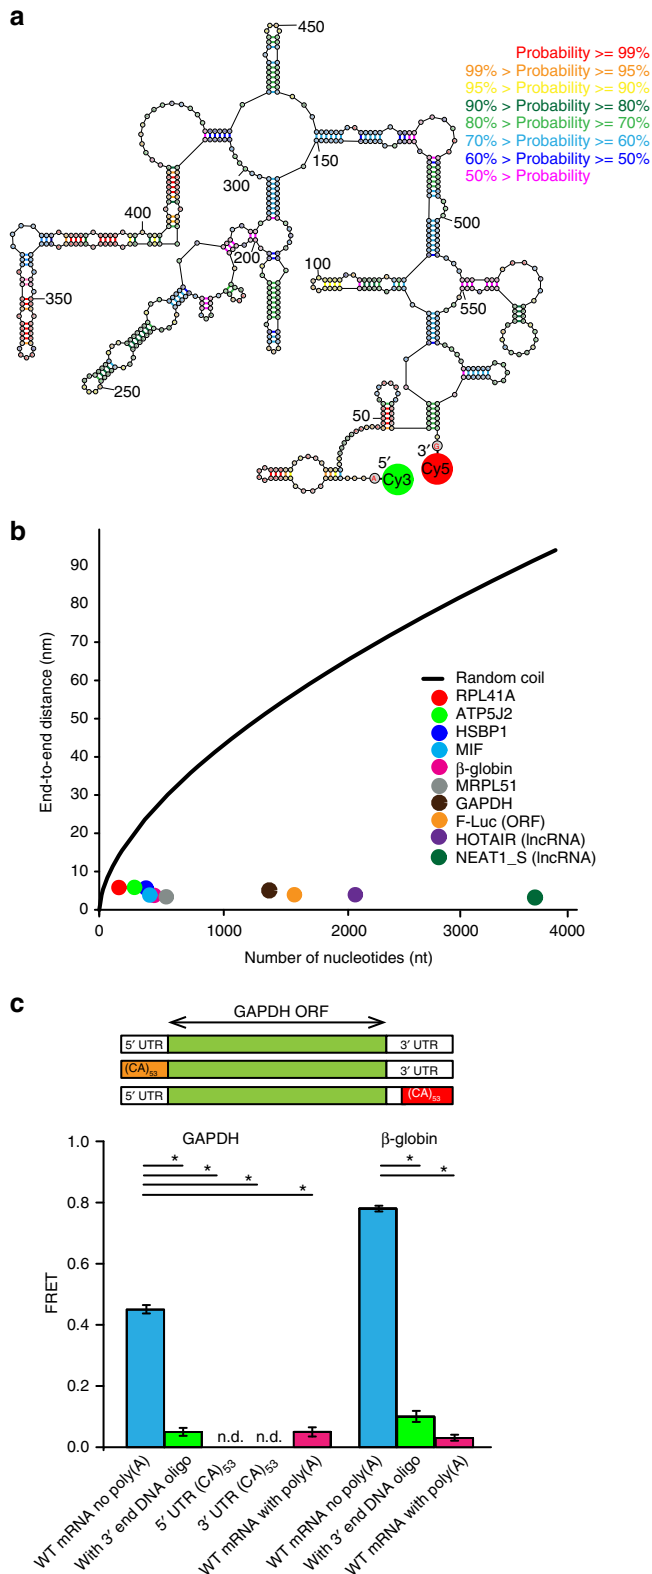 a
450
Probability >= 99%
99% > Probability >= 95%
95% > Probability >= 90%
90% > Probability >= 80%
80% > Probability >= 70%
70% > Probability >= 60%
60% > Probability >= 50%
50% > Probability
150
300
400
200
500
100
350
550
250
50
5′
3′
A
G
Cy3
Cy5
b
End-to-end distance (nm)
90
80
70
60
50
40
30
20
10
0
0
1000
2000
3000
4000
Number of nucleotides (nt)
Random coil
RPL41A
ATP5J2
HSBP1
MIF
β-globin
MRPL51
GAPDH
F-Luc (ORF)
HOTAIR (lncRNA)
NEAT1_S (lncRNA)
c
GAPDH ORF
5′ UTR
3′ UTR
(CA)53
3′ UTR
5′ UTR
(CA)53
GAPDH
β-globin
FRET
1.0
0.8
0.6
0.4
0.2
0.0
*
*
*
*
*
*
n.d.
n.d.
WT mRNA no poly(A)
With 3′ end DNA oligo
5′ UTR (CA)53
3′ UTR (CA)53
WT mRNA with poly(A)
WT mRNA no poly(A)
With 3′ end DNA oligo
WT mRNA with poly(A)